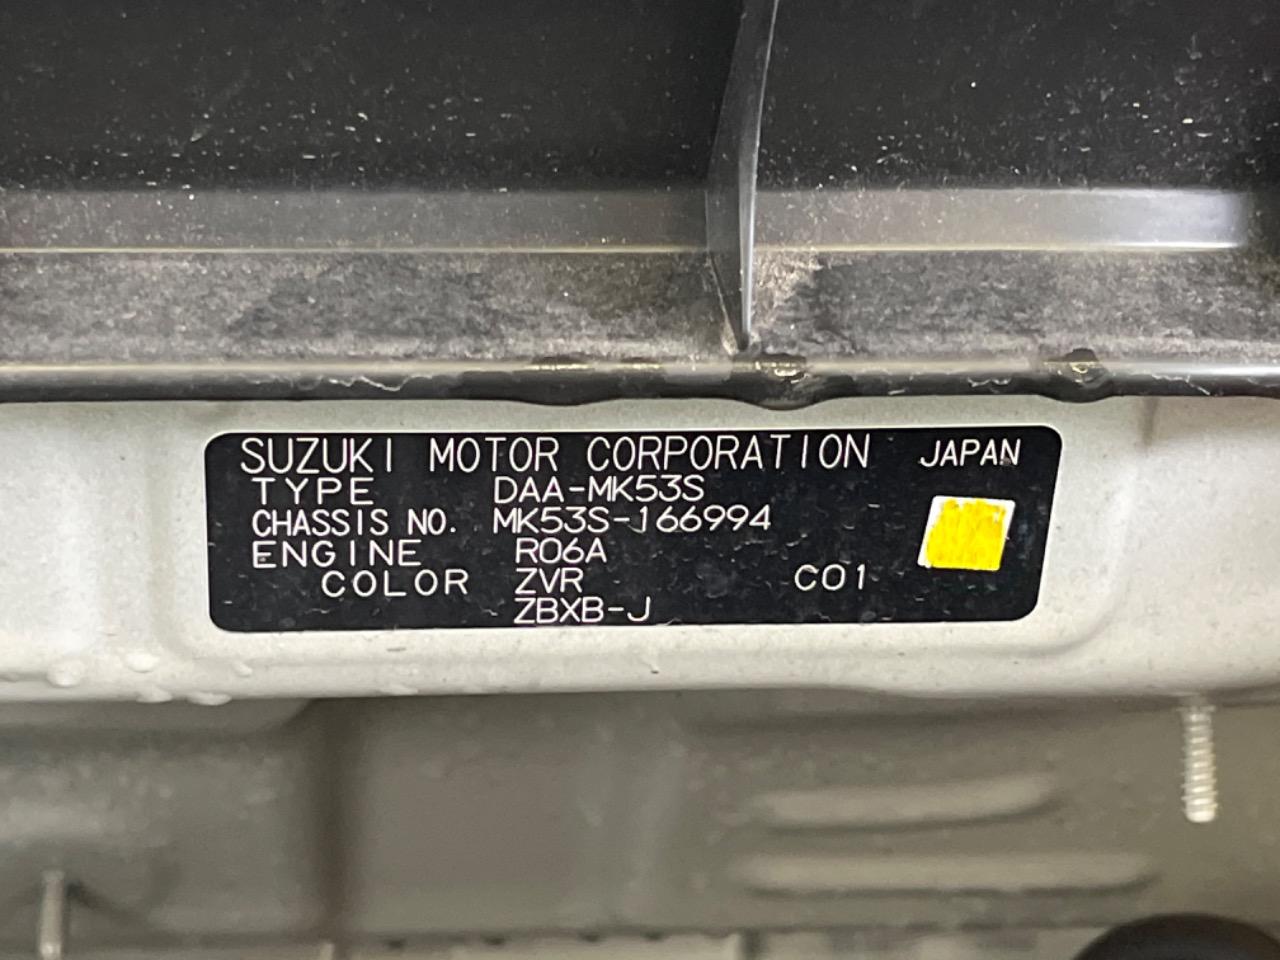 SUZUKI MOTOR CORPORATION JAPAN
TYPE DAA-MK53S
CHASSIS NO. MK53S-166994
ENGINE R06A
COLOR ZVR C01
ZBXB-J